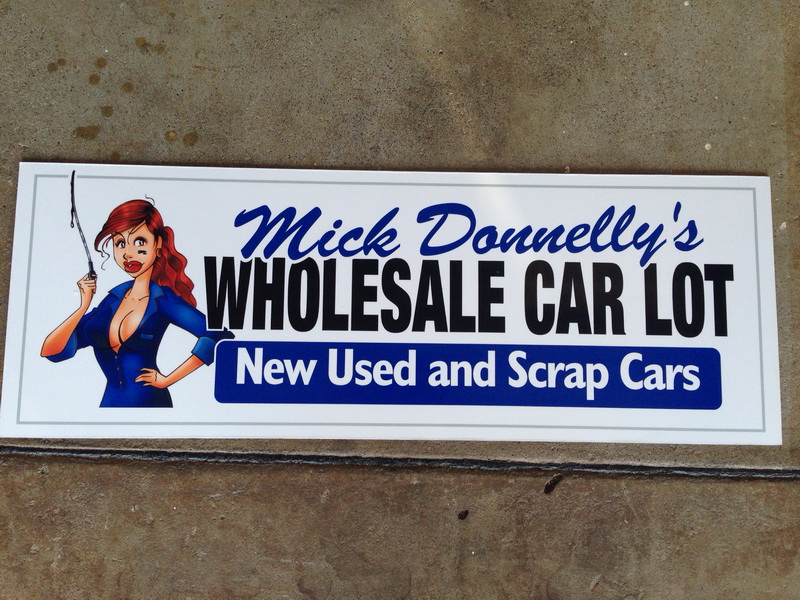 Mick Donnelly's
WHOLESALE CAR LOT
New Used and Scrap Cars